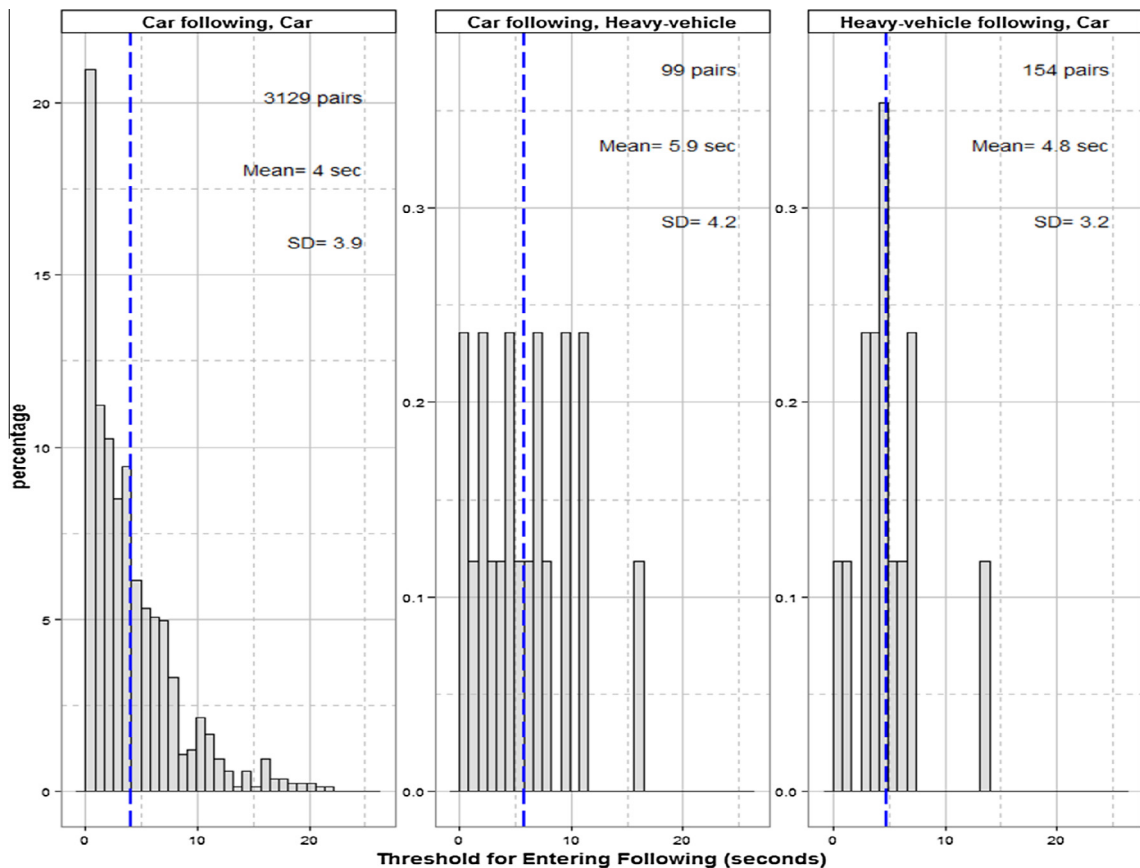 Car following, Car
Car following, Heavy-vehicle
Heavy-vehicle following, Car
3129 pairs
Mean= 4 sec
SD= 3.9
99 pairs
Mean= 5.9 sec
SD= 4.2
154 pairs
Mean= 4.8 sec
SD= 3.2
percentage
20
15
10
5
0
0.3
0.2
0.1
0.0
0.3
0.2
0.1
0.0
0 10 20
0 10 20
0 10 20
Threshold for Entering Following (seconds)